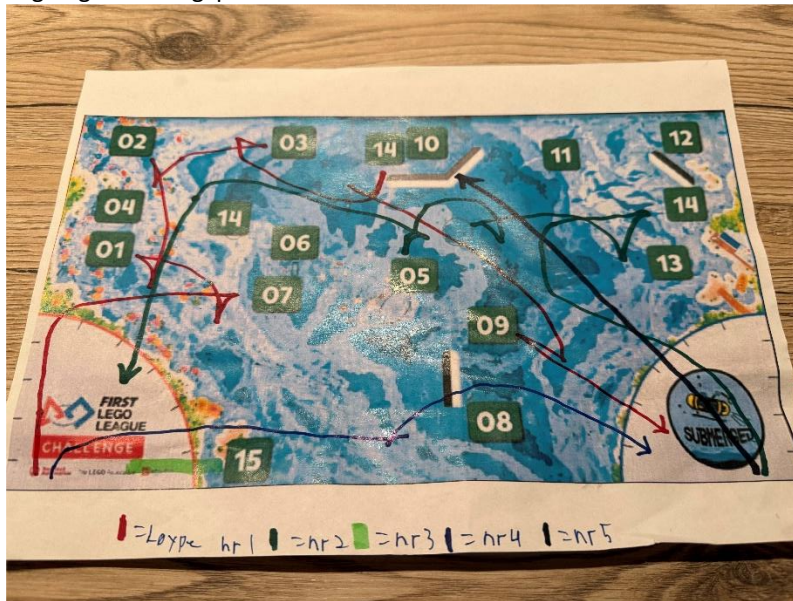 02
03
14
10
11
12
04
14
14
01
06
13
05
07
09
FIRST
LEGO
LEAGUE
CHALLENGE
08
SUBMERGED
15
=Løype nr1 =nr2 =nr3 =nr4 =nr5